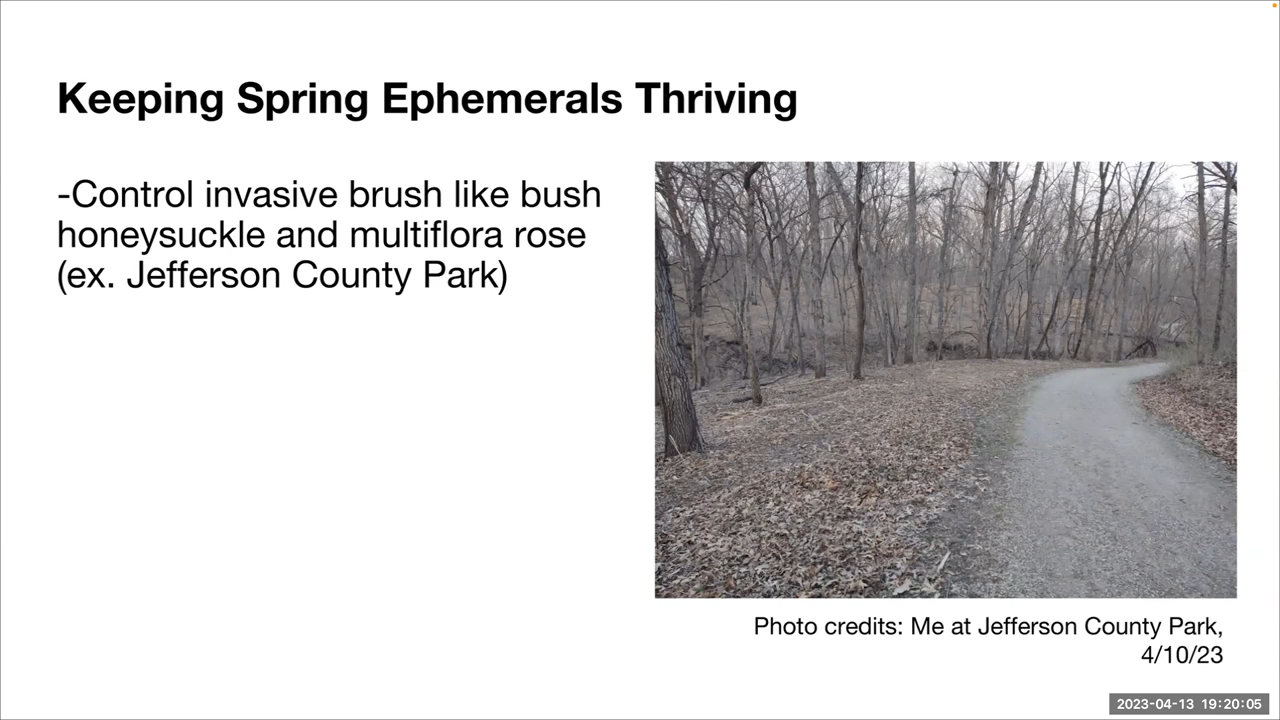 Keeping Spring Ephemerals Thriving
-Control invasive brush like bush
honeysuckle and multiflora rose
(ex. Jefferson County Park)
Photo credits: Me at Jefferson County Park,
4/10/23
2023-04-13 19:20:05